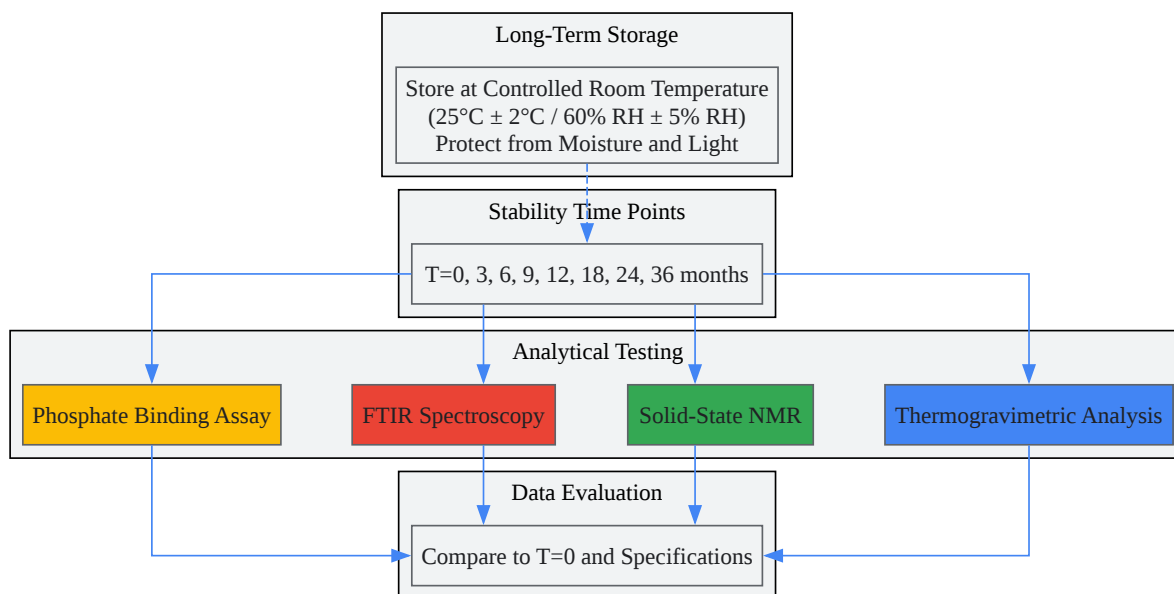 Long-Term Storage
Store at Controlled Room Temperature
(25°C ± 2°C / 60% RH ± 5% RH)
Protect from Moisture and Light
Stability Time Points
T=0, 3, 6, 9, 12, 18, 24, 36 months
Analytical Testing
Phosphate Binding Assay
FTIR Spectroscopy
Solid-State NMR
Thermogravimetric Analysis
Data Evaluation
Compare to T=0 and Specifications